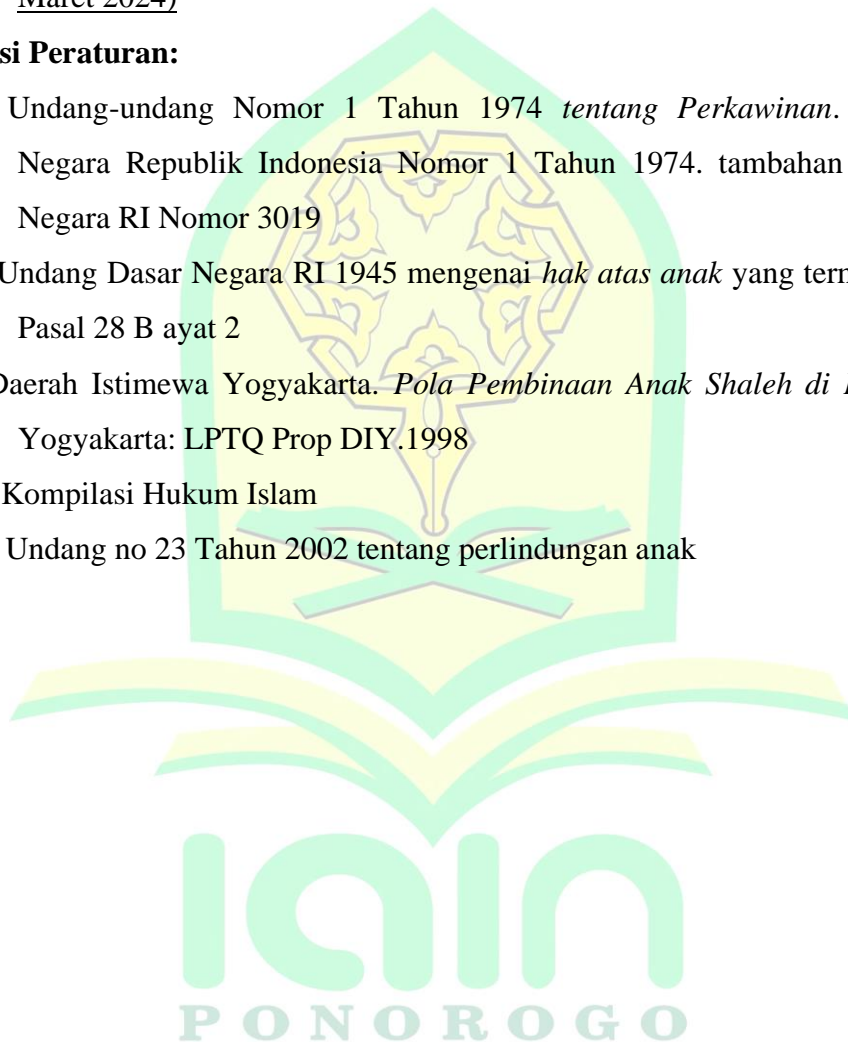 Maret 2024)
si Peraturan:
Undang-undang Nomor 1 Tahun 1974 tentang Perkawinan.
Negara Republik Indonesia Nomor 1 Tahun 1974. tambahan
Negara RI Nomor 3019
Undang Dasar Negara RI 1945 mengenai hak atas anak yang tern
Pasal 28 B ayat 2
Daerah Istimewa Yogyakarta. Pola Pembinaan Anak Shaleh di
Yogyakarta: LPTQ Prop DIY.1998
Kompilasi Hukum Islam
Undang no 23 Tahun 2002 tentang perlindungan anak
iain
PONOROGO